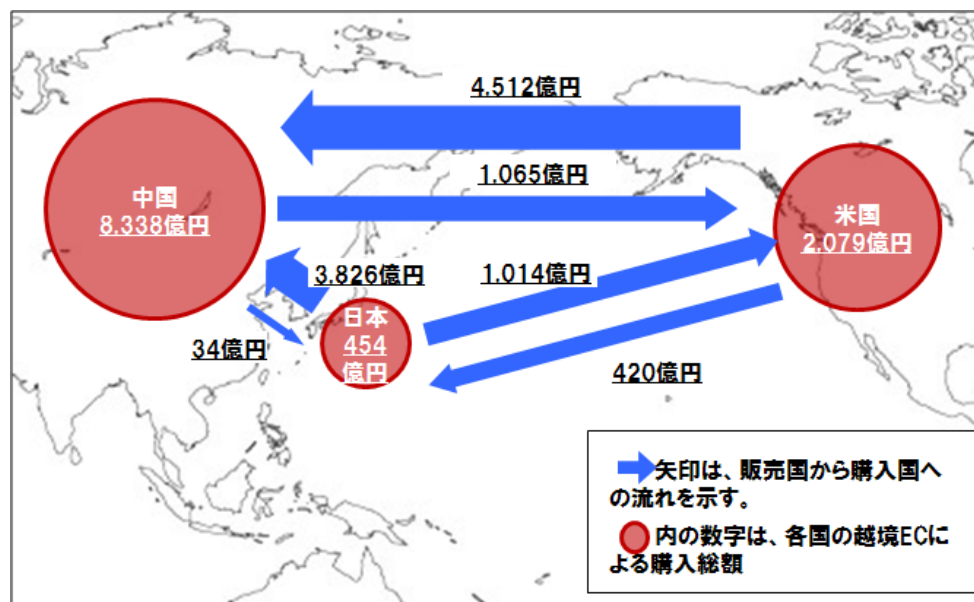 4.512億円
1.065億円
中国
8.338億円
米国
2.079億円
3.826億円
1.014億円
日本
454
億円
34億円
420億円
矢印は、販売国から購入国へ
の流れを示す。
内の数字は、各国の越境ECに
よる購入総額